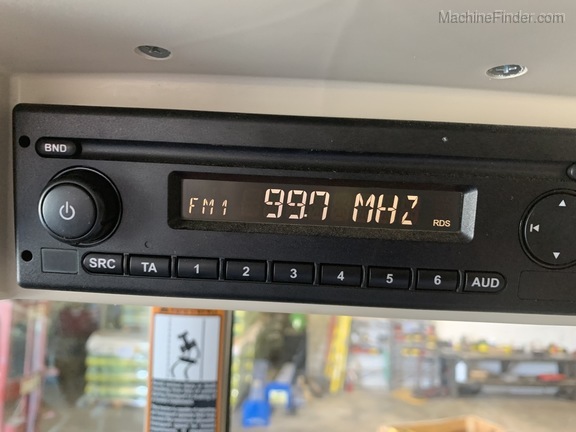 MachineFinder.com
BND
FM1 99.7 MHZ RDS
SRC TA 1 2 3 4 5 6 AUD